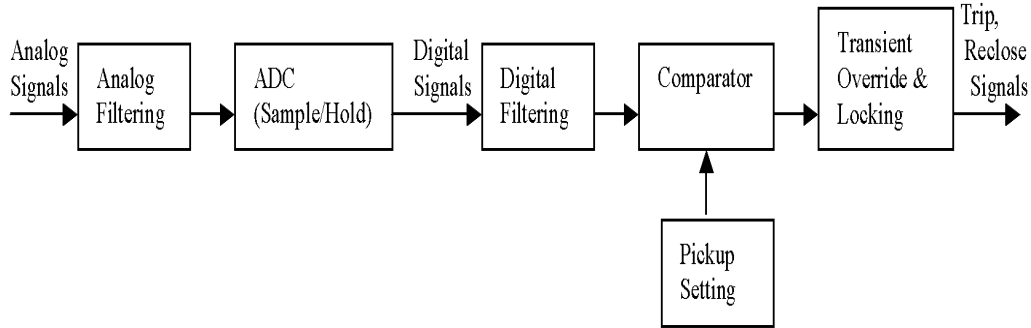 Analog
Signals
Analog
Filtering
ADC
(Sample/Hold)
Digital
Signals
Digital
Filtering
Comparator
Pickup
Setting
Transient
Override &
Locking
Trip,
Reclose
Signals